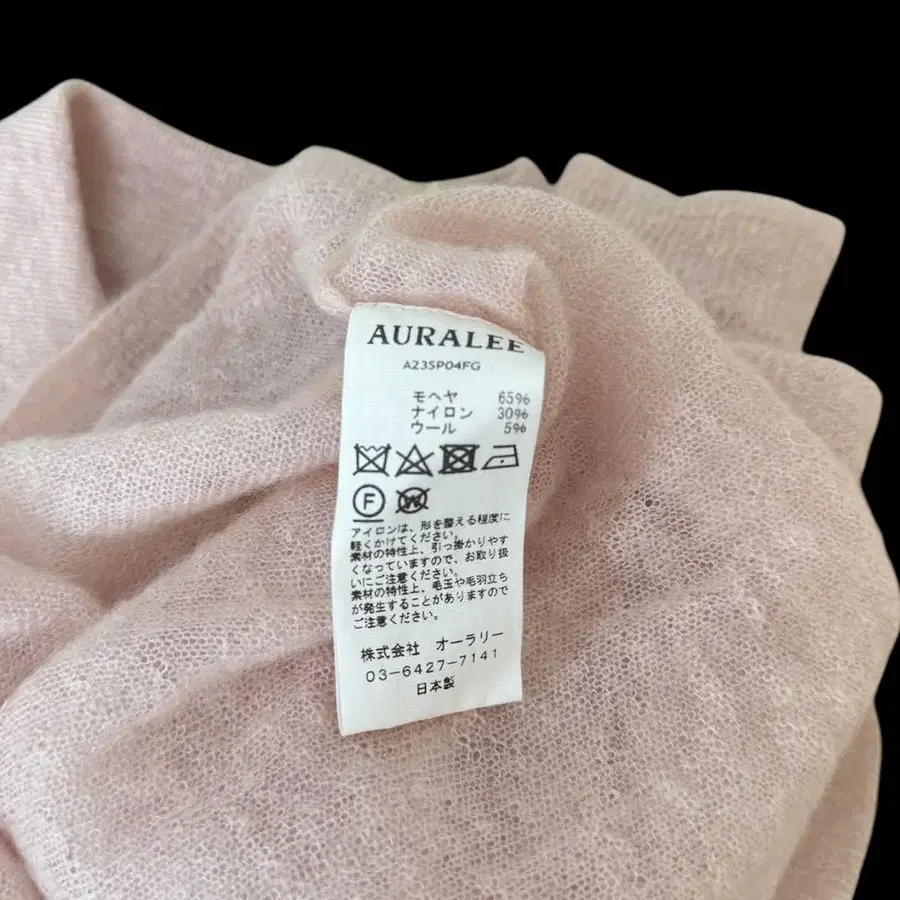 AURALEE
A23SP04FG
モヘヤ 65%
ナイロン 30%
ウール 5%
F W
アイロンは、形を整える程度に
軽くかけてください。
素材の特性上、引っ掛かりやす
くなっていますので、お取り扱
いにご注意ください。
素材の特性上、毛玉や毛羽立ち
が発生することがありますので
ご注意ください。
株式会社 オーラリー
03-6427-7141
日本製